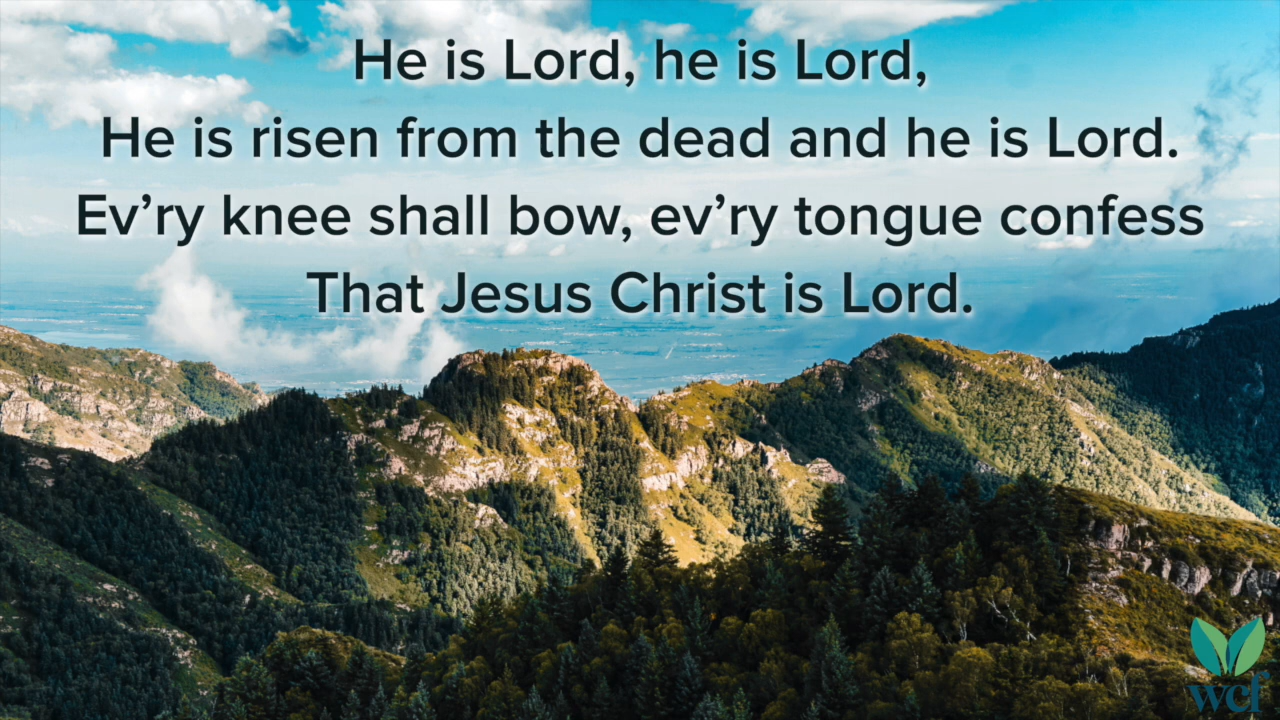 He is Lord, he is Lord,
He is risen from the dead and he is Lord.
Ev’ry knee shall bow, ev’ry tongue confess
That Jesus Christ is Lord.
wcf